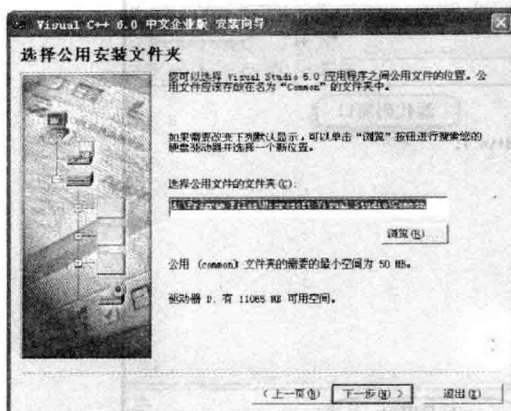 Visual C++ 6.0 中文企业版 安装向导
选择公用安装文件夹
您可以选择 Visual Studio 6.0 应用程序之间公用文件的位置。公
用文件应该存放在名为“Common”的文件夹中。
如果需要改变下列默认显示,可以单击“浏览”按钮进行搜索您的
硬盘驱动器并选择一个新位置。
选择公用文件的文件夹(C):
\Program Files\Microsoft Visual Studio\Common
浏览(R)...
公用 (common) 文件夹的需要的最小空间为 50 MB。
驱动器 D: 有 11065 MB 可用空间。
<上一页(B)
下一步(N)>
退出(X)